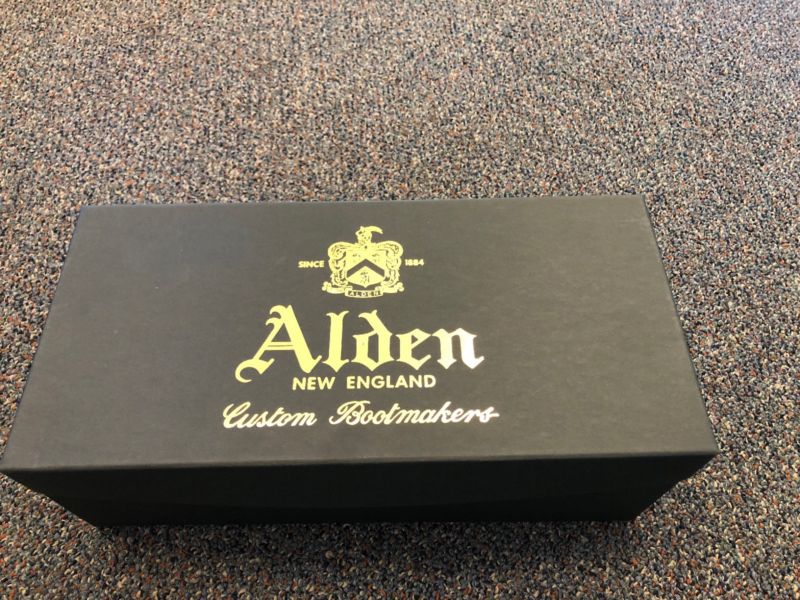 SINCE 1884
ALDEN
Alden
NEW ENGLAND
Custom Bootmakers